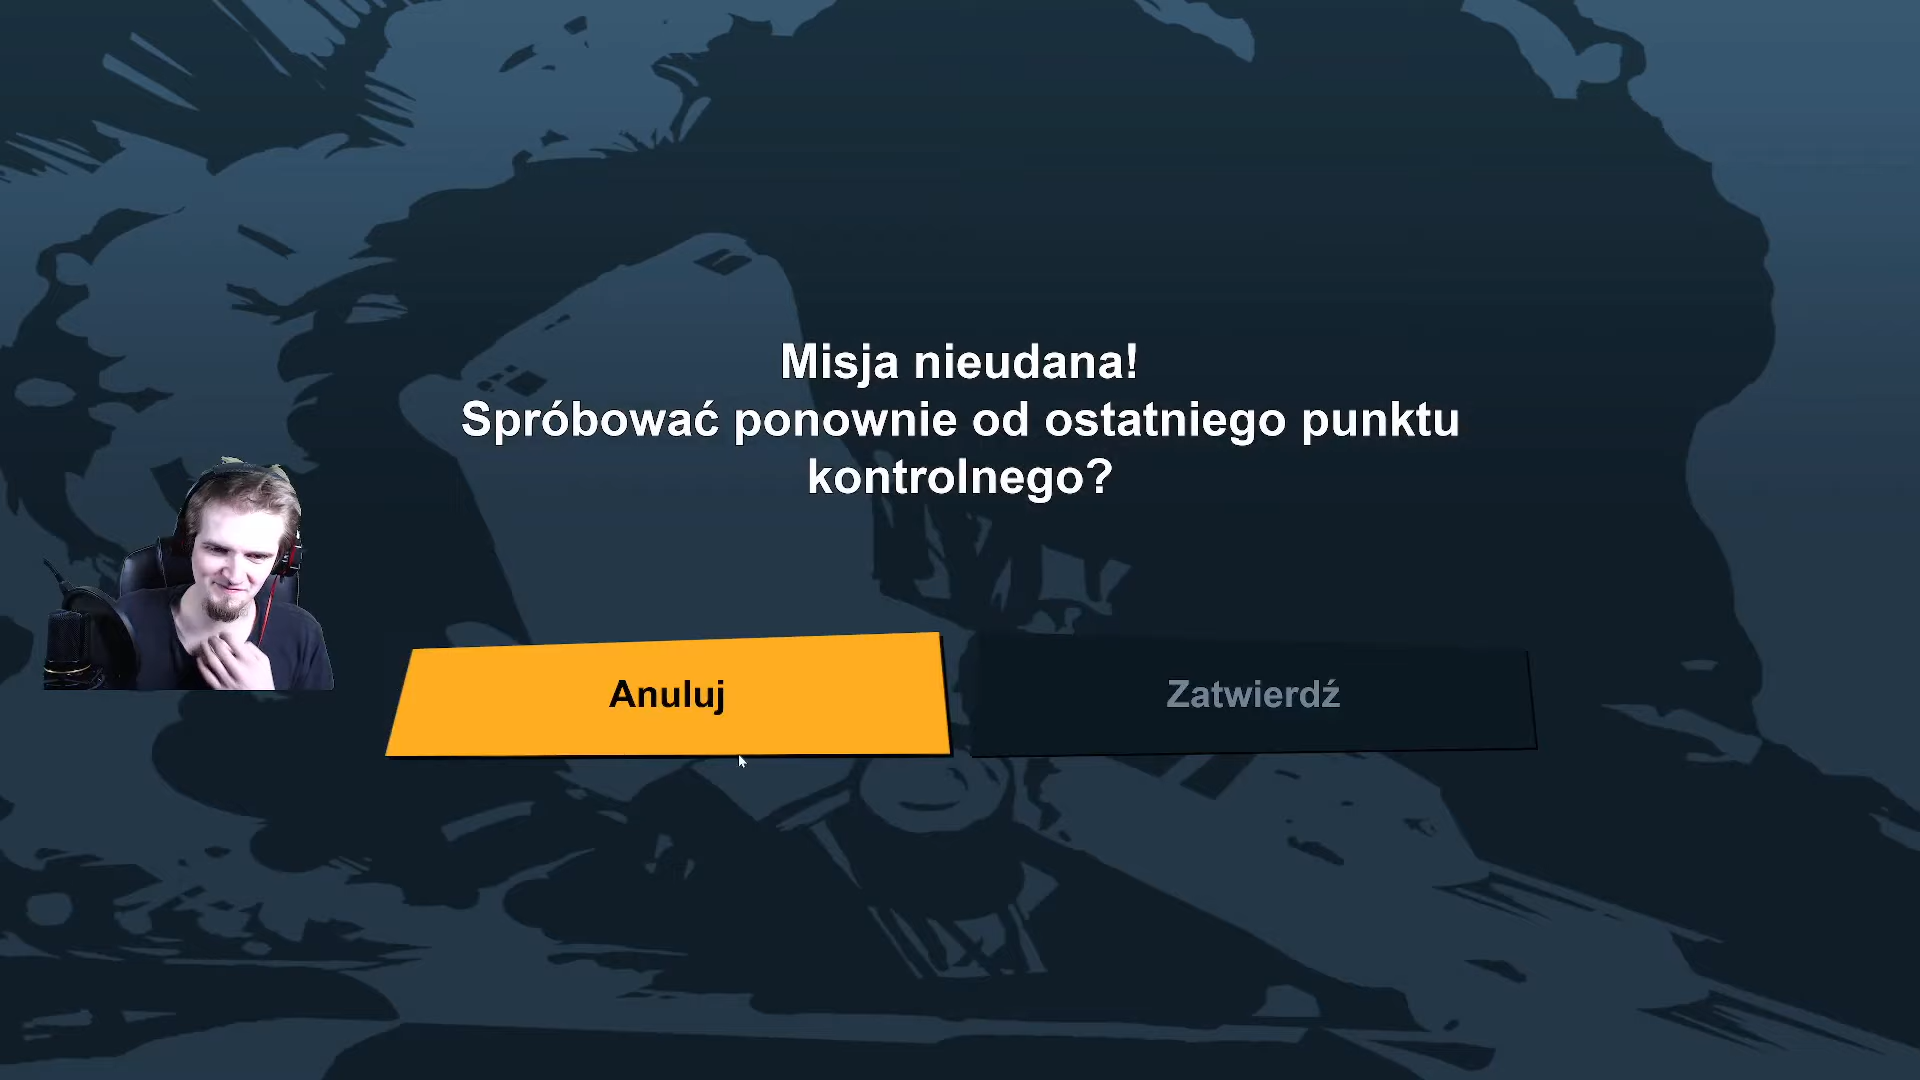 Misja nieudana!
Spróbować ponownie od ostatniego punktu
kontrolnego?
Anuluj
Zatwierdź